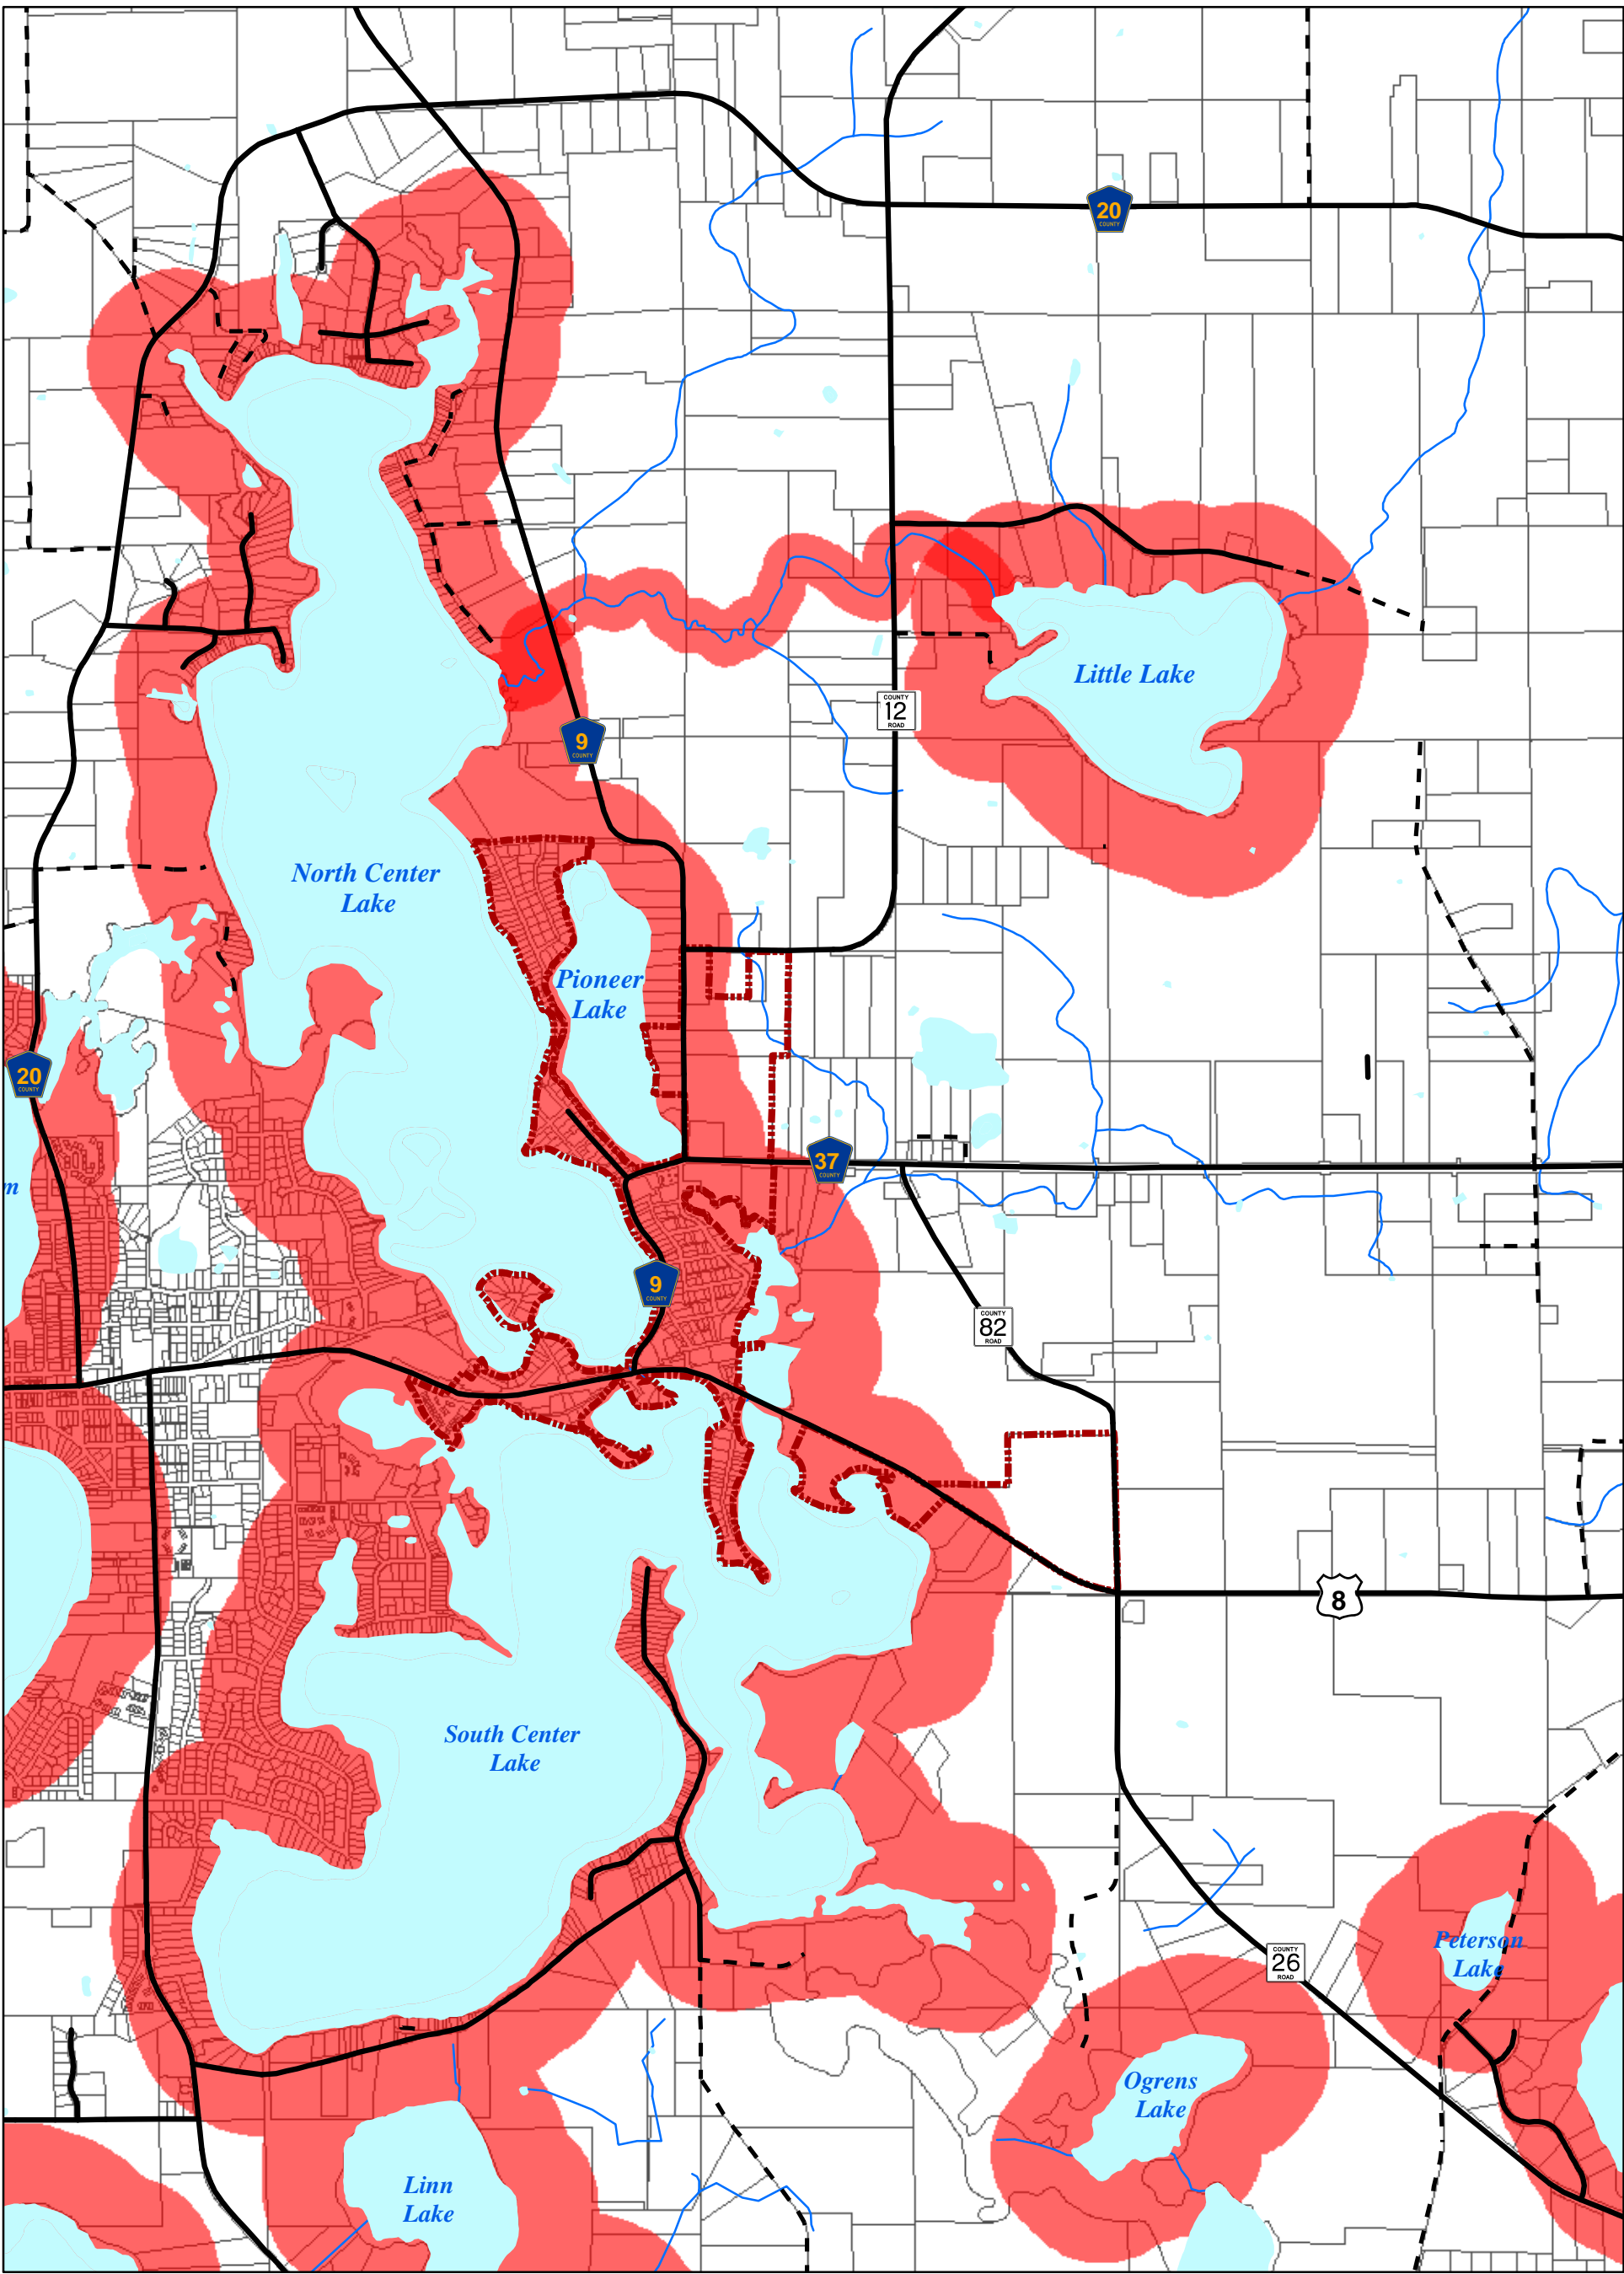 20
COUNTY
Little Lake
COUNTY
12
ROAD
9
COUNTY
North Center
Lake
Pioneer
Lake
20
COUNTY
37
COUNTY
m
9
COUNTY
COUNTY
82
ROAD
8
South Center
Lake
Peterson
Lake
COUNTY
26
ROAD
Ogrens
Lake
Linn
Lake